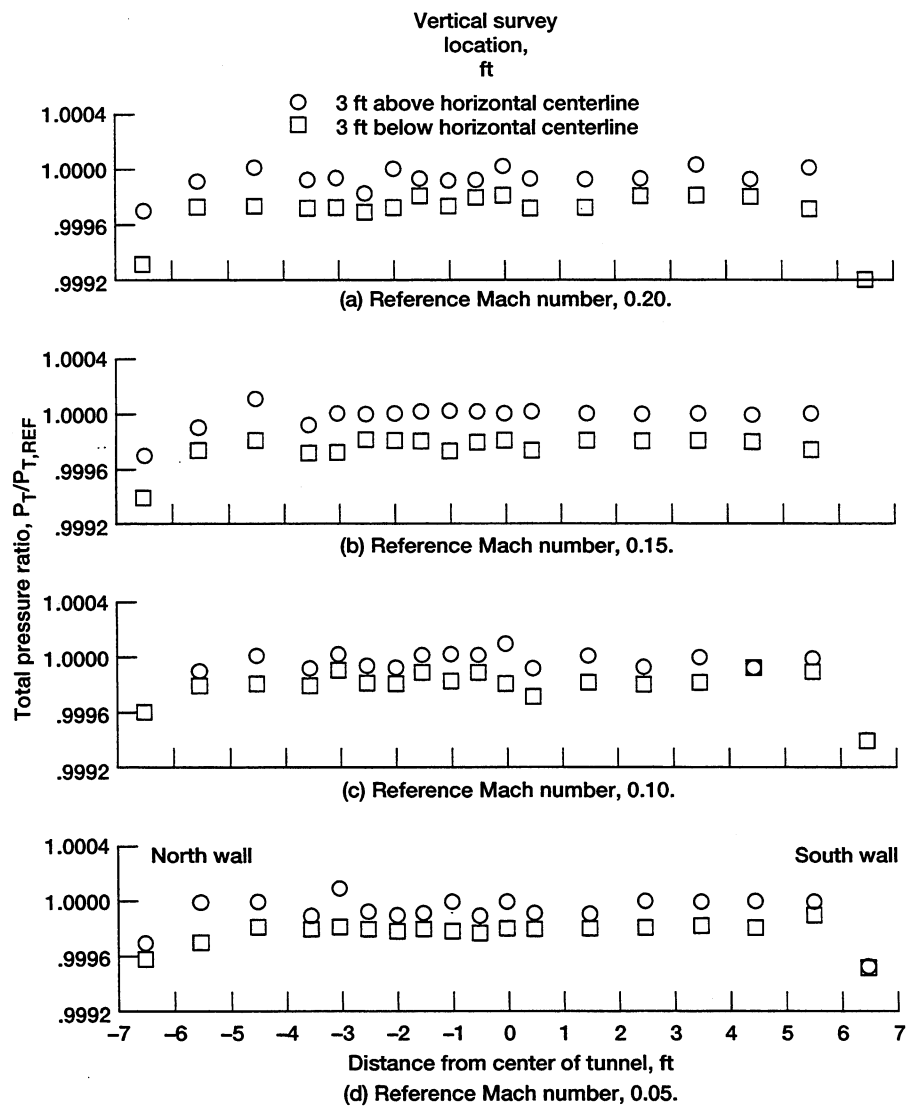 Vertical survey
location,
ft
3 ft above horizontal centerline
3 ft below horizontal centerline
1.0004
1.0000
.9996
.9992
(a) Reference Mach number, 0.20.
1.0004
1.0000
.9996
.9992
(b) Reference Mach number, 0.15.
Total pressure ratio, P_T/P_T,REF
1.0004
1.0000
.9996
.9992
(c) Reference Mach number, 0.10.
1.0004
North wall
South wall
1.0000
.9996
.9992
–7 –6 –5 –4 –3 –2 –1 0 1 2 3 4 5 6 7
Distance from center of tunnel, ft
(d) Reference Mach number, 0.05.